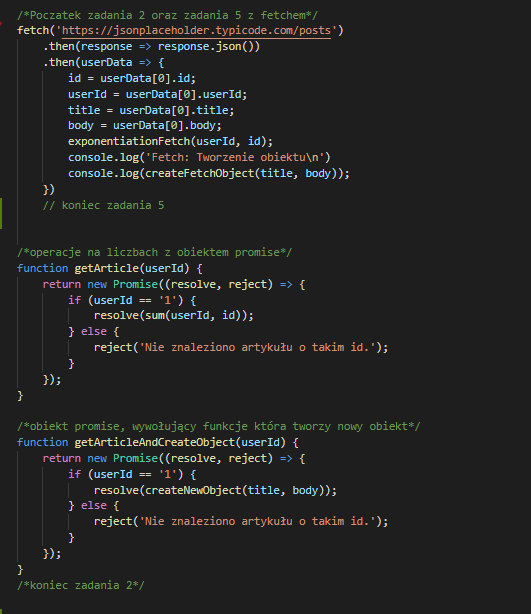 /*Poczatek zadania 2 oraz zadania 5 z fetchem*/
fetch('https://jsonplaceholder.typicode.com/posts')
    .then(response => response.json())
    .then(userData => {
        id = userData[0].id;
        userId = userData[0].userId;
        title = userData[0].title;
        body = userData[0].body;
        exponentiationFetch(userId, id);
        console.log('Fetch: Tworzenie obiektu\n')
        console.log(createFetchObject(title, body));
    })
    // koniec zadania 5
/*operacje na liczbach z obiektem promise*/
function getArticle(userId) {
    return new Promise((resolve, reject) => {
        if (userId == '1') {
            resolve(sum(userId, id));
        } else {
            reject('Nie znaleziono artykułu o takim id.');
        }
    });
}
/*obiekt promise, wywołujący funkcje która tworzy nowy obiekt*/
function getArticleAndCreateObject(userId) {
    return new Promise((resolve, reject) => {
        if (userId == '1') {
            resolve(createNewObject(title, body));
        } else {
            reject('Nie znaleziono artykułu o takim id.');
        }
    });
}
/*koniec zadania 2*/